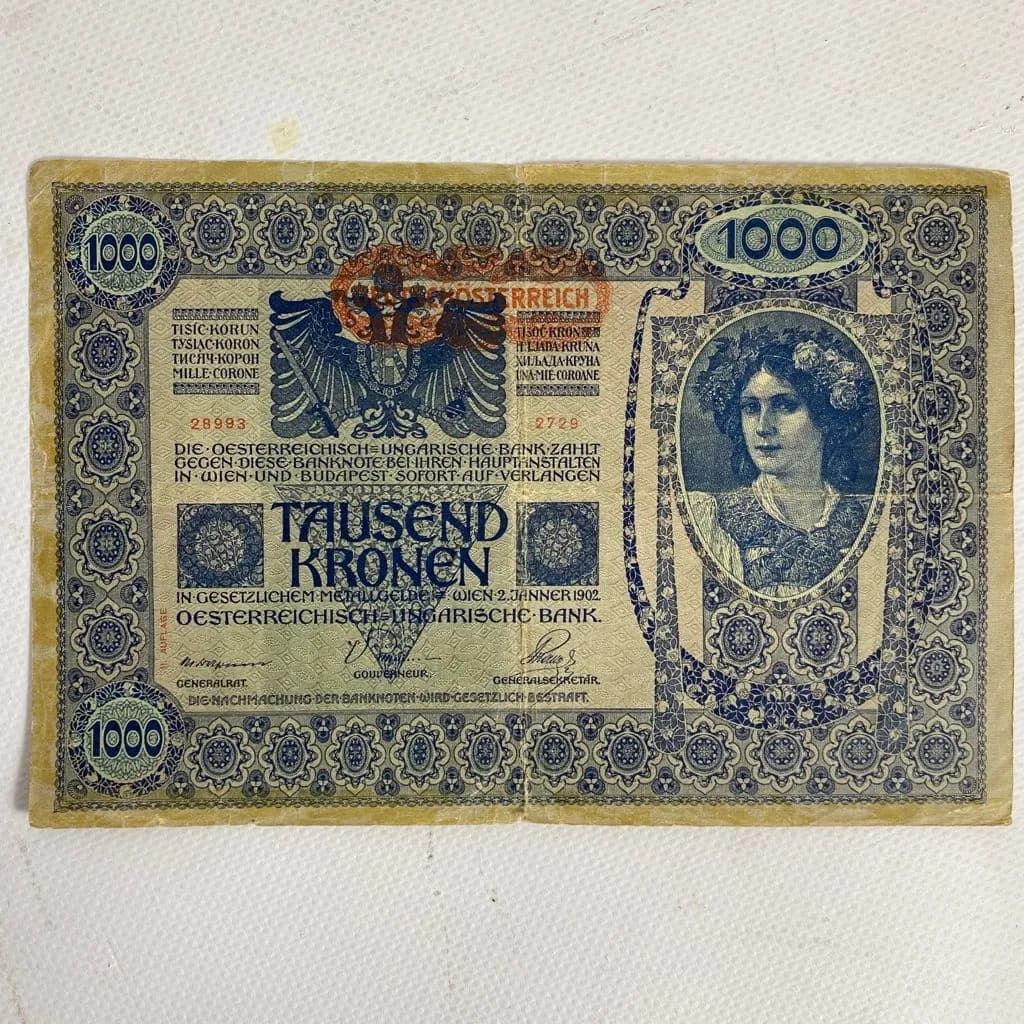 1000
1000
DEUTSCHÖSTERREICH
TISÍC·KORUN
TYSIĄC·KORON
ТИСЯЧ·КОРОН
MILLE·CORONE
TISOČ·KRON
HILJADA·KRUNA
ХИЉАДА·КРУНА
UNA·MIE·COROANE
28993
2729
DIE·OESTERREICHISCH=UNGARISCHE·BANK·ZAHLT
GEGEN·DIESE·BANKNOTE·BEI·IHREN·HAUPTANSTALTEN
IN·WIEN·UND·BUDAPEST·SOFORT·AUF·VERLANGEN
TAUSEND
KRONEN
IN·GESETZLICHEM·METALLGELDE=WIEN·2.JÄNNER·1902.
OESTERREICHISCH=UNGARISCHE·BANK.
II. AUFLAGE
GENERALRAT.
GOUVERNEUR.
GENERALSEKRETÄR.
DIE·NACHMACHUNG·DER·BANKNOTEN·WIRD·GESETZLICH·BESTRAFT.
1000